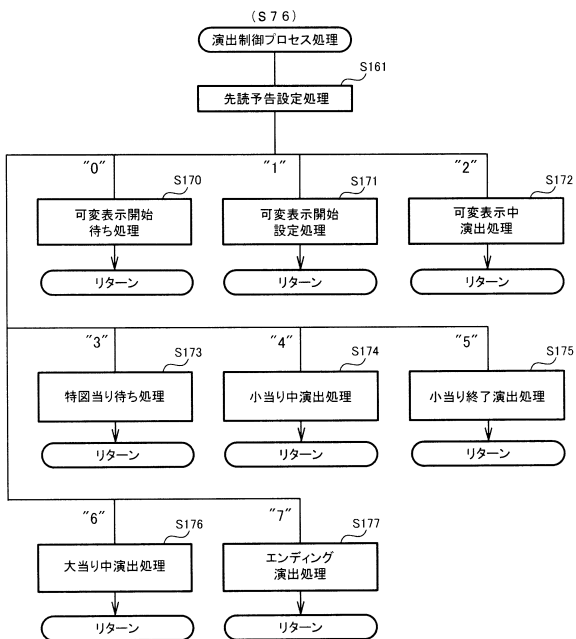 (S76)
演出制御プロセス処理
S161
先読予告設定処理
"0"
"1"
"2"
S170
S171
S172
可変表示開始
待ち処理
可変表示開始
設定処理
可変表示中
演出処理
リターン
リターン
リターン
"3"
"4"
"5"
S173
S174
S175
特図当り待ち処理
小当り中演出処理
小当り終了演出処理
リターン
リターン
リターン
"6"
"7"
S176
S177
大当り中演出処理
エンディング
演出処理
リターン
リターン